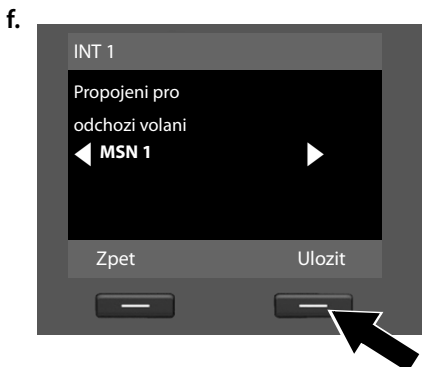 f.
INT 1
Propojeni pro
odchozi volani
MSN 1
Zpet Ulozit